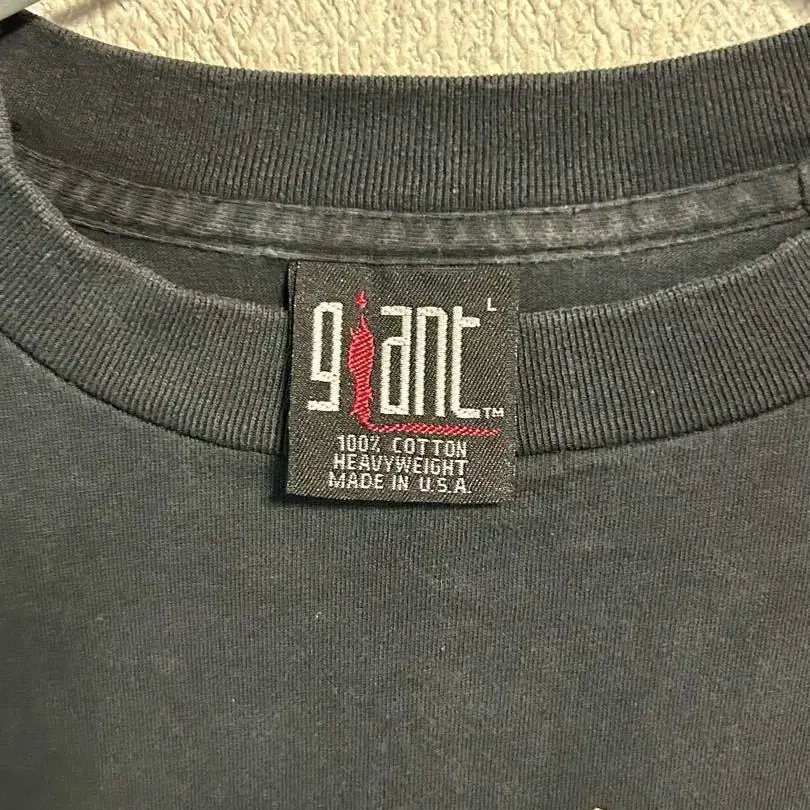 giant L
TM
100% COTTON
HEAVYWEIGHT
MADE IN U.S.A.